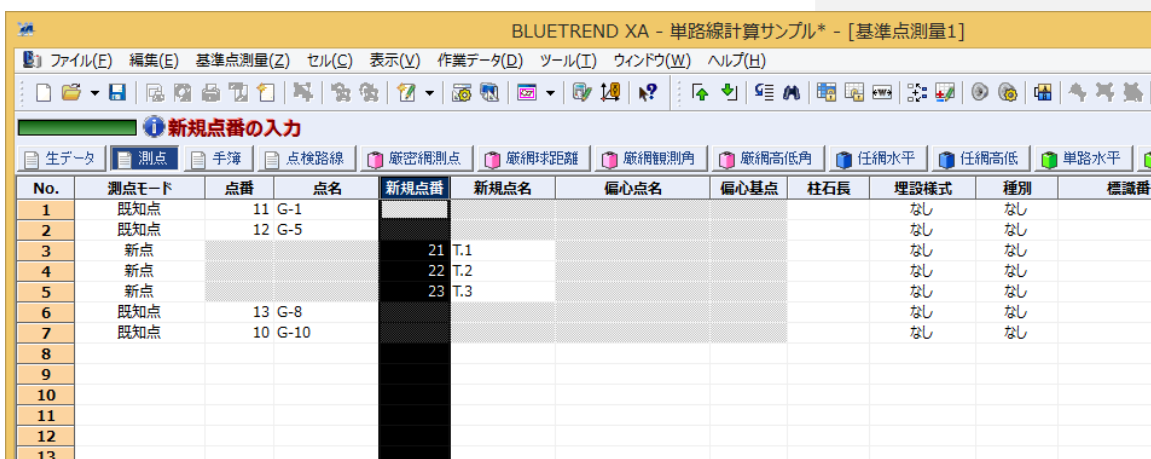 BLUETREND XA - 単路線計算サンプル* - [基準点測量1]
ファイル(F) 編集(E) 基準点測量(Z) セル(C) 表示(V) 作業データ(D) ツール(T) ウィンドウ(W) ヘルプ(H)
新規点番の入力
生データ 測点 手簿 点検路線 厳密網測点 厳網球距離 厳網観測角 厳網高低角 任網水平 任網高低 単路水平
No. 測点モード 点番 点名 新規点番 新規点名 偏心点名 偏心基点 柱石長 埋設様式 種別 標識番
1 既知点 11 G-1 なし なし
2 既知点 12 G-5 なし なし
3 新点 21 T.1 なし なし
4 新点 22 T.2 なし なし
5 新点 23 T.3 なし なし
6 既知点 13 G-8 なし なし
7 既知点 10 G-10 なし なし
8
9
10
11
12
13